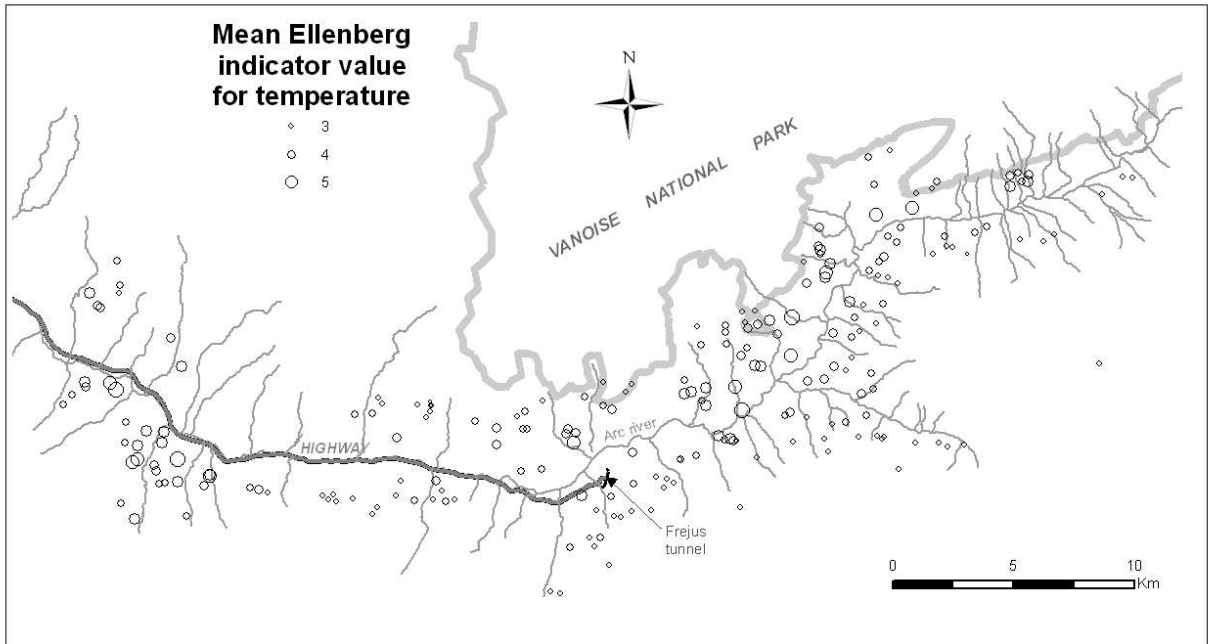 Mean Ellenberg
indicator value
for temperature
3
4
5
N
VANOISE NATIONAL PARK
HIGHWAY
Arc river
Frejus
tunnel
0 5 10
Km